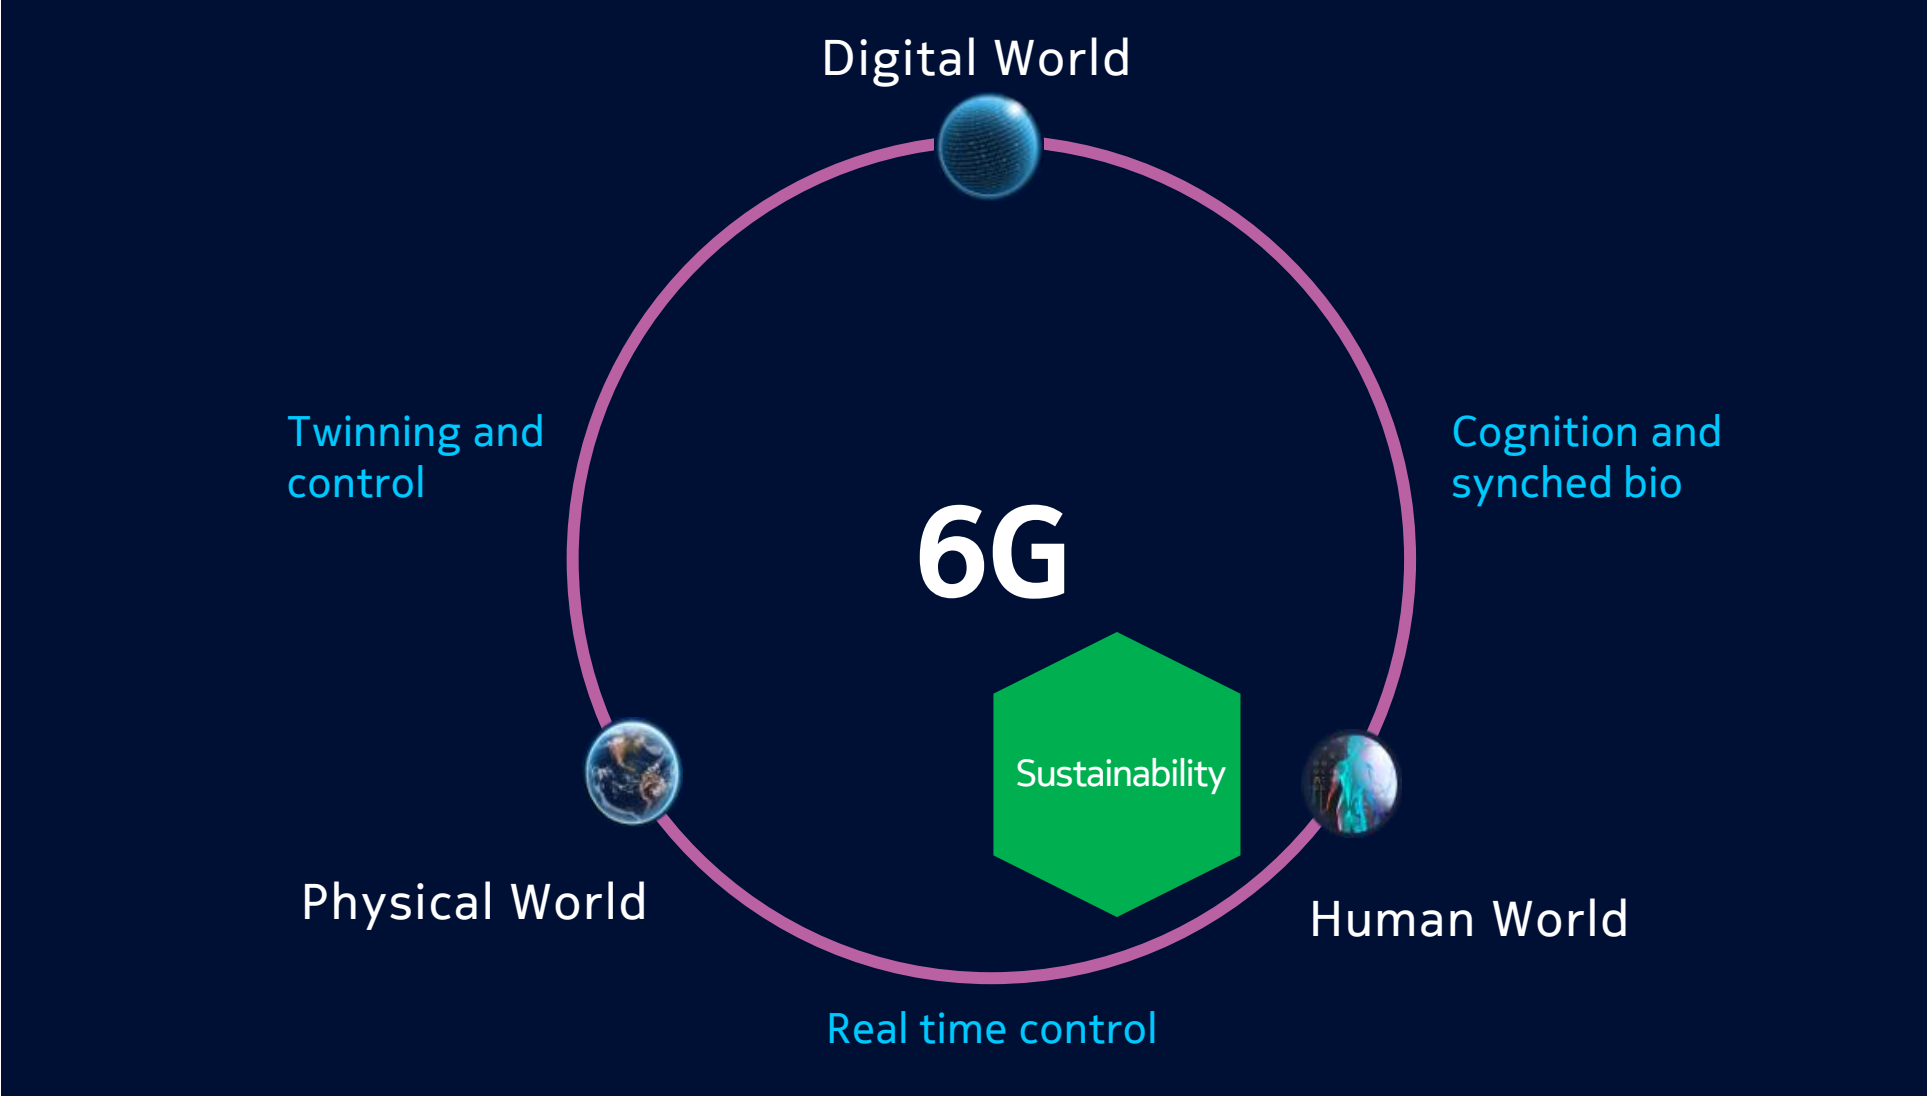 Digital World
Twinning and
control
Cognition and
synched bio
6G
Sustainability
Physical World
Human World
Real time control